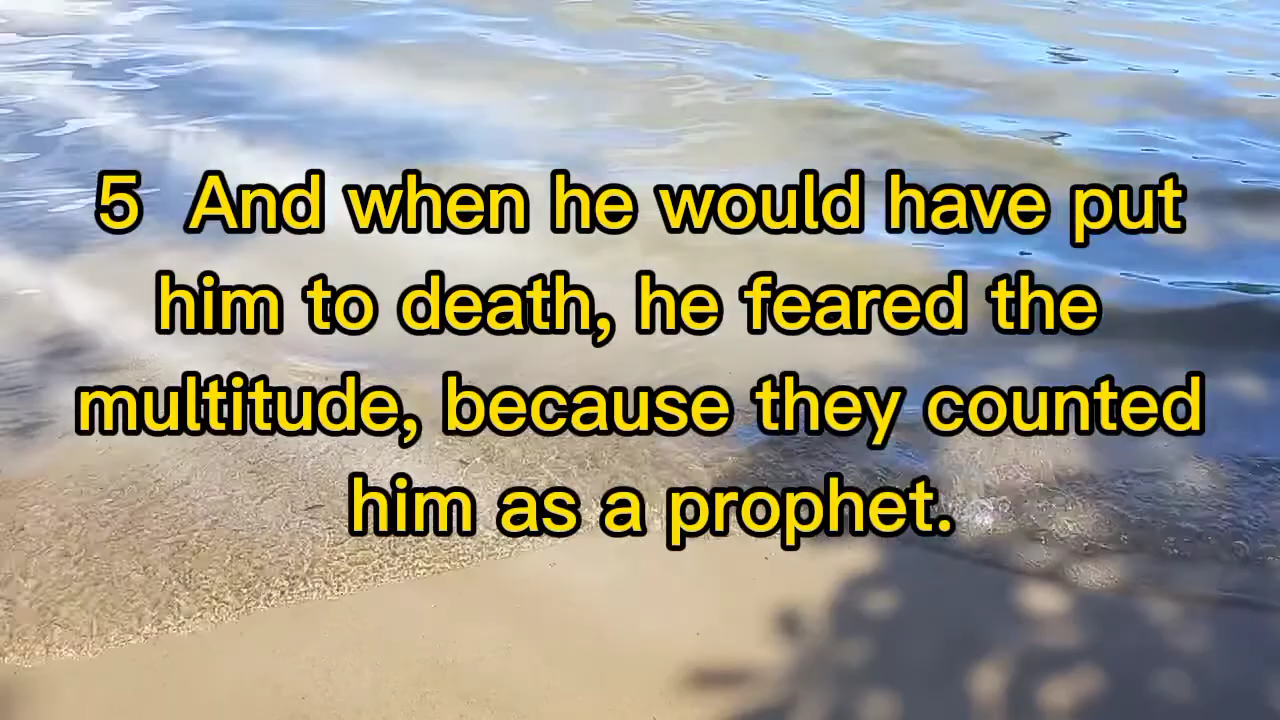 5 And when he would have put
him to death, he feared the
multitude, because they counted
him as a prophet.